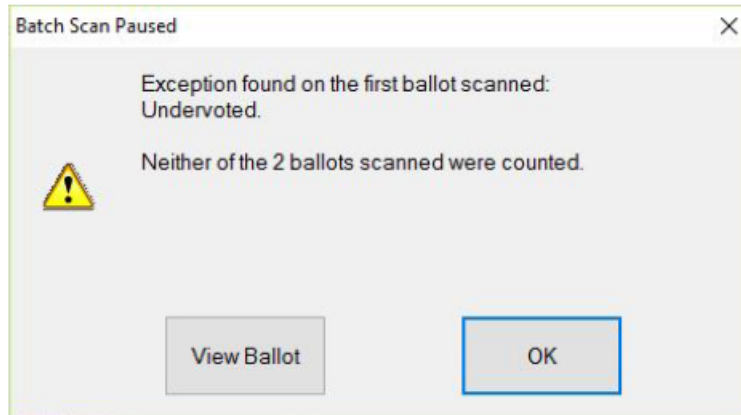 Batch Scan Paused
Exception found on the first ballot scanned:
Undervoted.
Neither of the 2 ballots scanned were counted.
View Ballot
OK